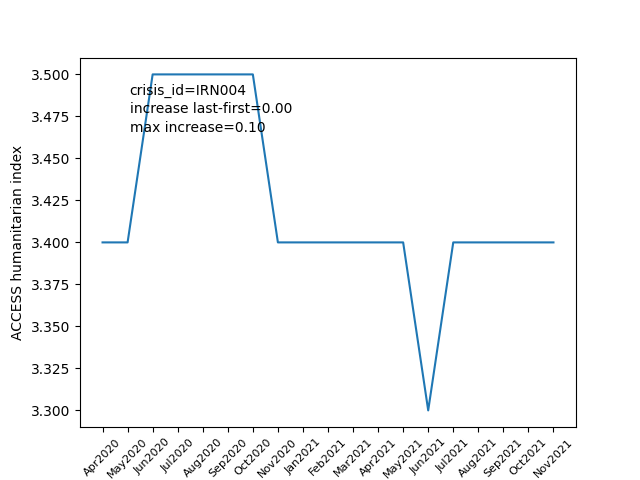 3.500
3.475
3.450
3.425
3.400
3.375
3.350
3.325
3.300
ACCESS humanitarian index
crisis_id=IRN004
increase last-first=0.00
max increase=0.10
Apr2020
May2020
Jun2020
Jul2020
Aug2020
Sep2020
Oct2020
Nov2020
Jan2021
Feb2021
Mar2021
Apr2021
May2021
Jun2021
Jul2021
Aug2021
Sep2021
Oct2021
Nov2021